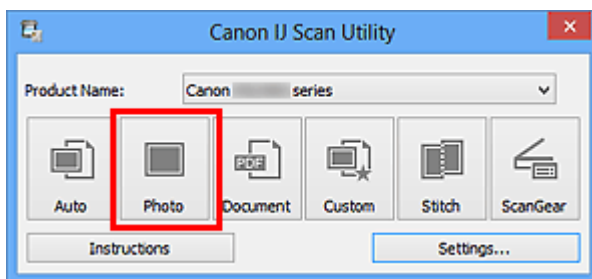 Canon IJ Scan Utility
Product Name: Canon series
PDF
Auto Photo Document Custom Stitch ScanGear
Instructions Settings...